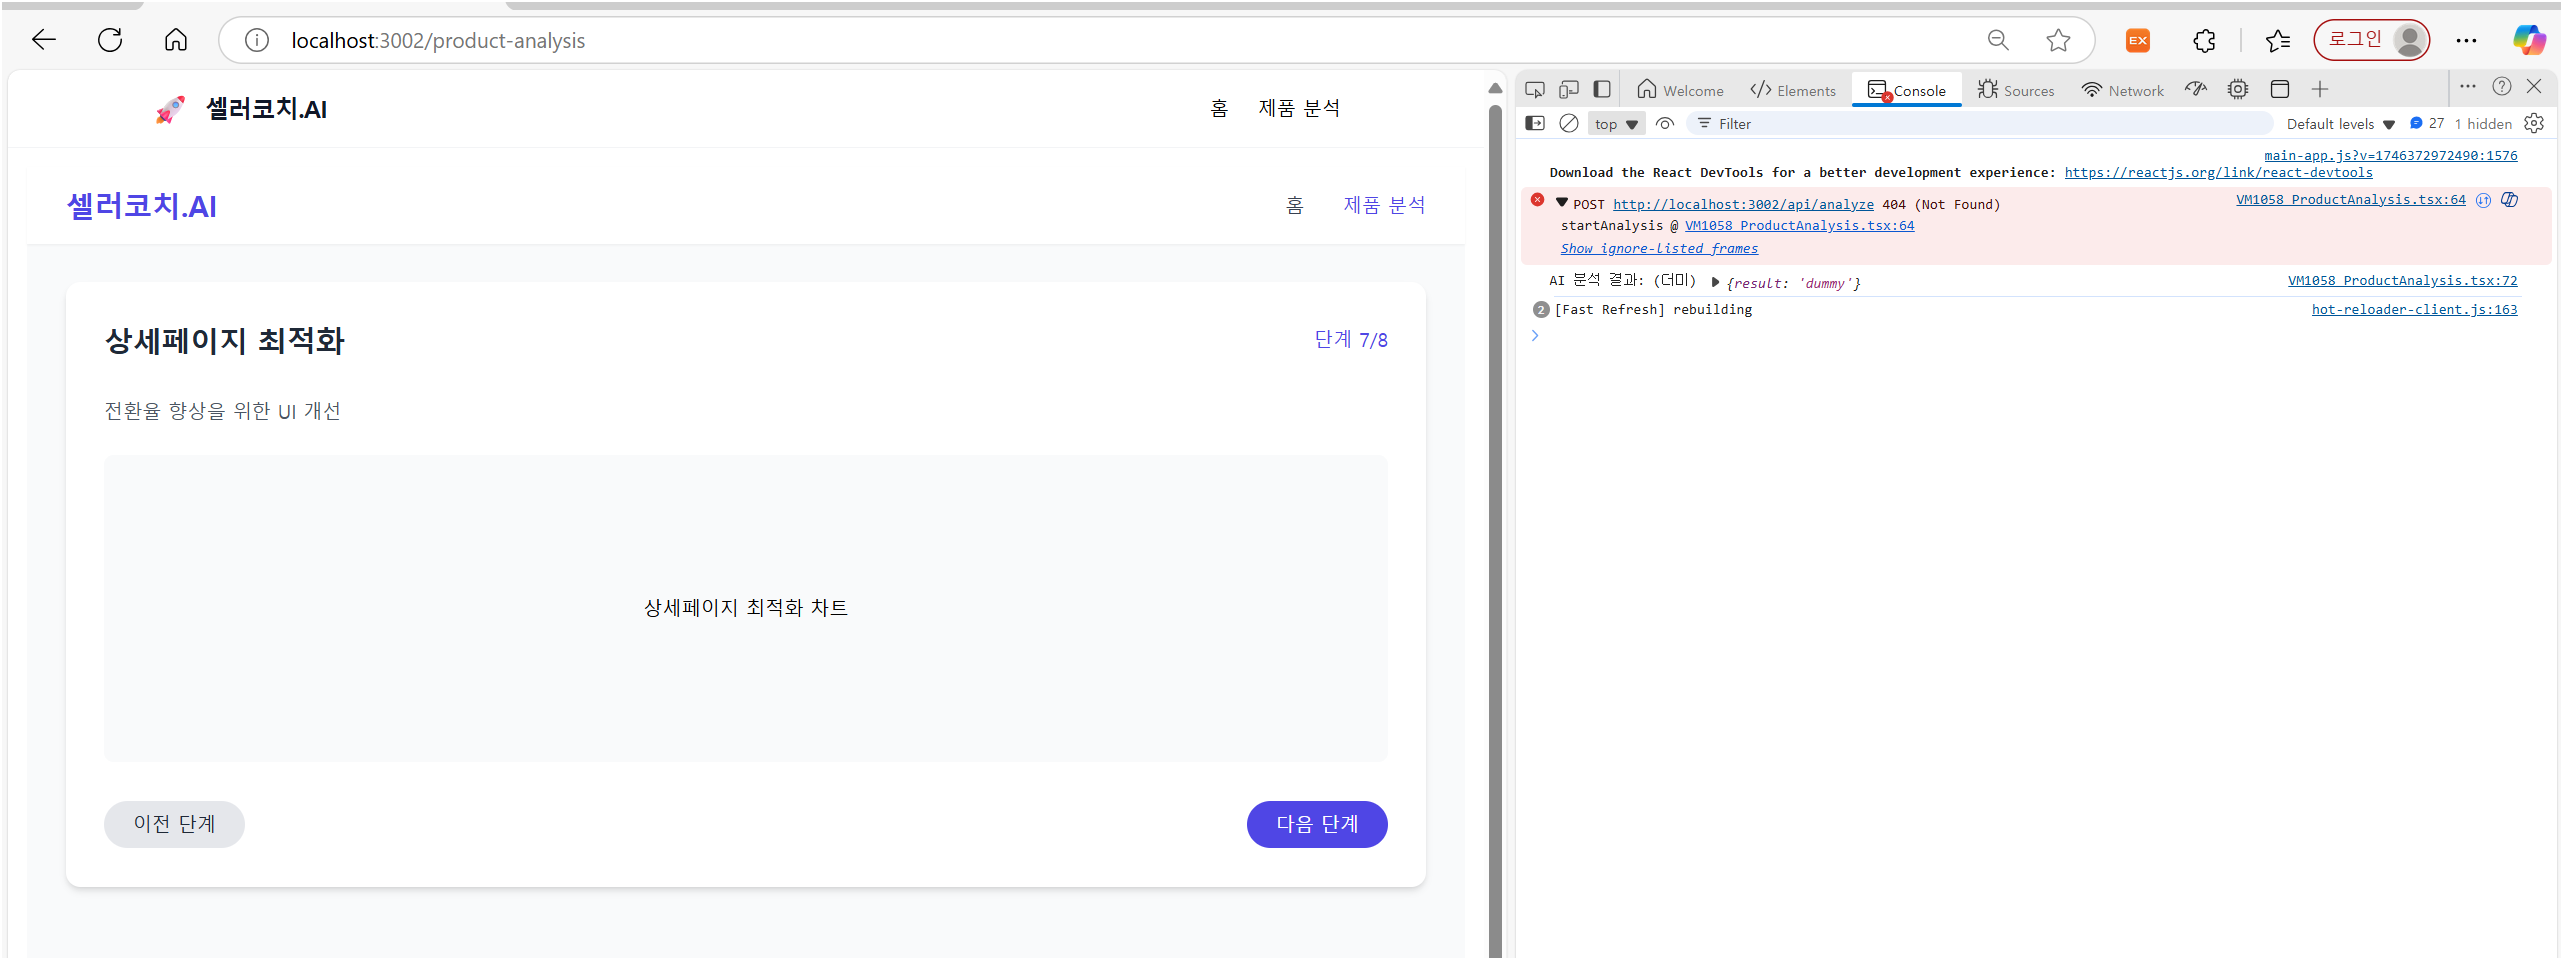 localhost:3002/product-analysis
EX
로그인
🚀 셀러코치.AI
홈 제품 분석
셀러코치.AI
홈 제품 분석
상세페이지 최적화
단계 7/8
전환율 향상을 위한 UI 개선
상세페이지 최적화 차트
이전 단계
다음 단계
Welcome Elements Console Sources Network
top Filter Default levels 27 1 hidden
main-app.js?v=1746372972490:1576
Download the React DevTools for a better development experience: https://reactjs.org/link/react-devtools
POST http://localhost:3002/api/analyze 404 (Not Found) VM1058 ProductAnalysis.tsx:64
startAnalysis @ VM1058 ProductAnalysis.tsx:64
Show ignore-listed frames
AI 분석 결과: (더미) {result: 'dummy'} VM1058 ProductAnalysis.tsx:72
2 [Fast Refresh] rebuilding hot-reloader-client.js:163